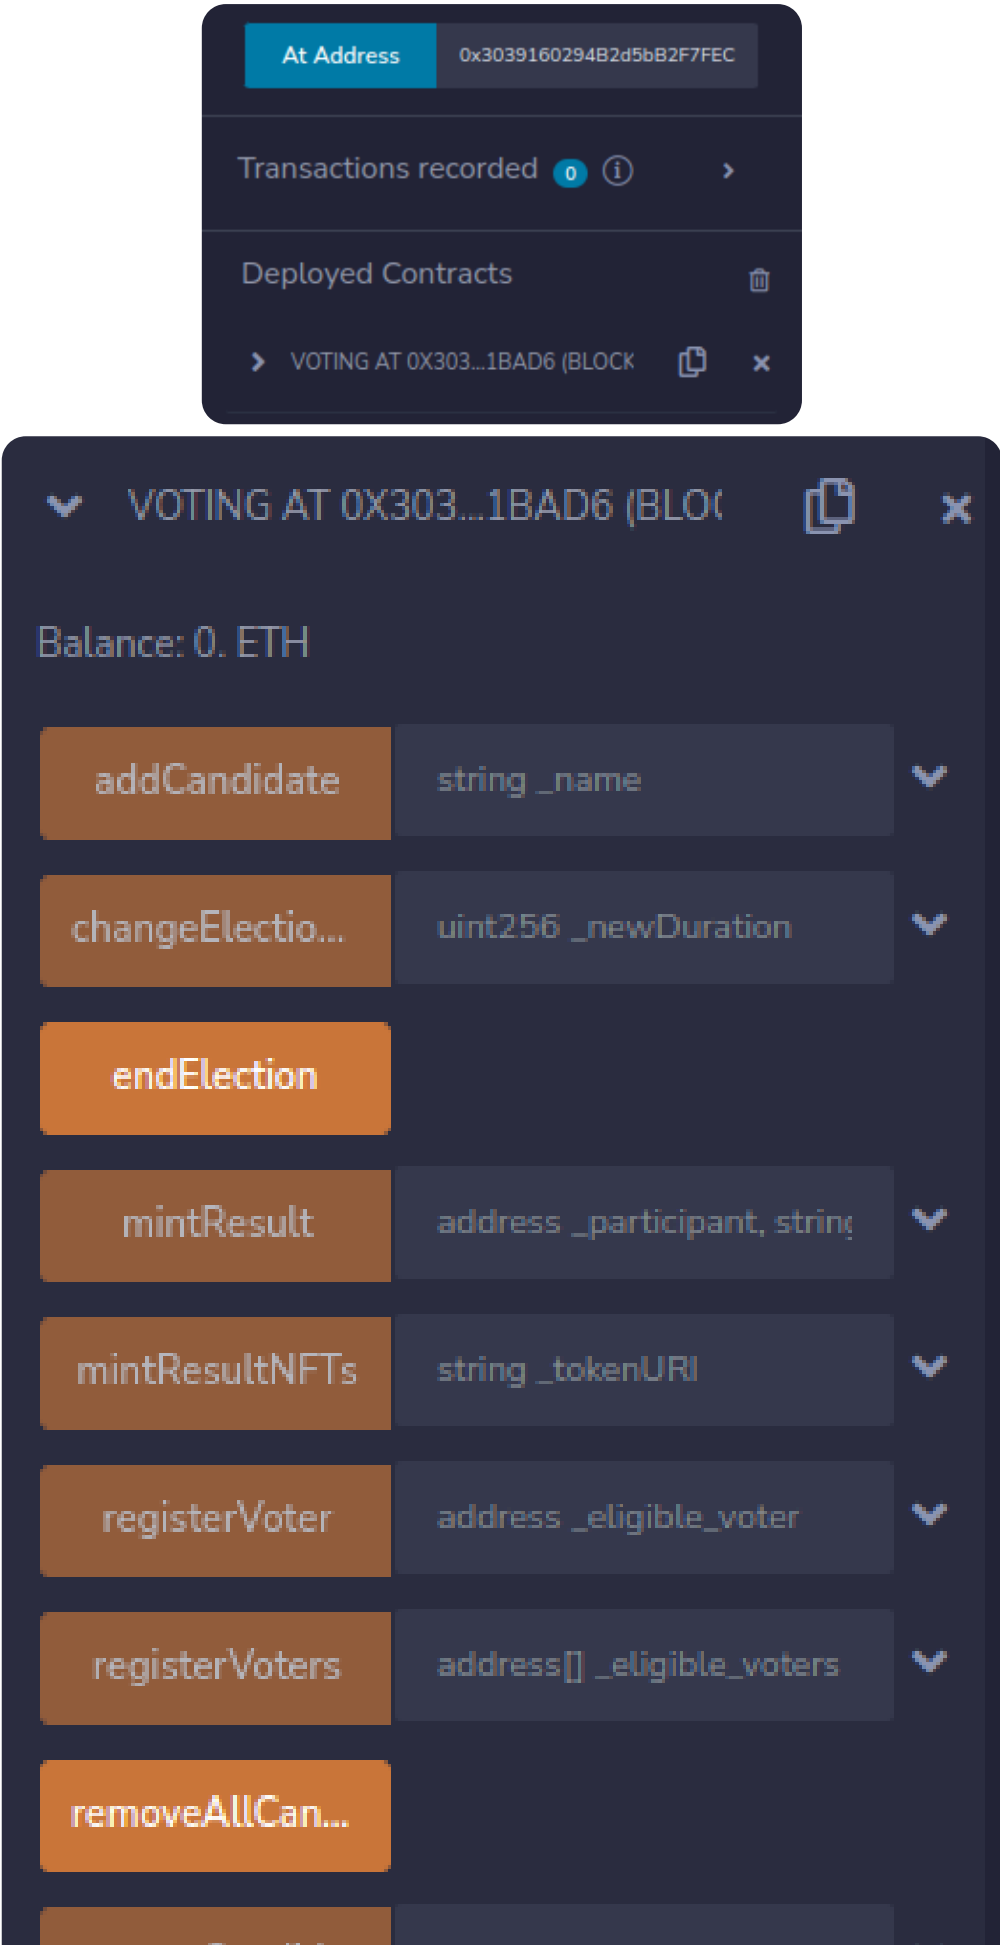 At Address 0x3039160294B2d5bB2F7FEC
Transactions recorded 0 i
Deployed Contracts
VOTING AT 0X303...1BAD6 (BLOCK
VOTING AT 0X303...1BAD6 (BLOC
Balance: 0. ETH
addCandidate string _name
changeElectio... uint256 _newDuration
endElection
mintResult address _participant, string
mintResultNFTs string _tokenURI
registerVoter address _eligible_voter
registerVoters address[] _eligible_voters
removeAllCan...